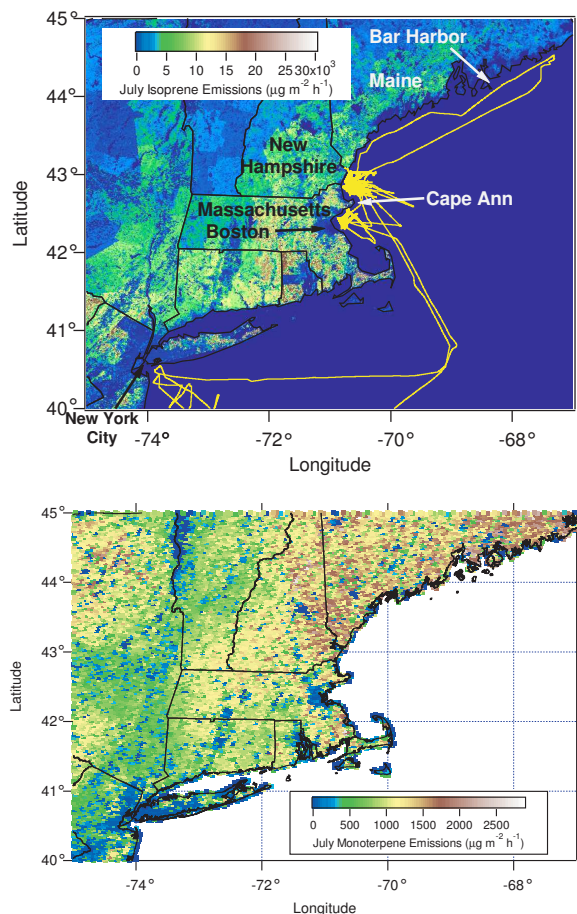 45°
0 5 10 15 20 25 30x10³
July Isoprene Emissions (µg m⁻² h⁻¹)
Bar Harbor
Maine
44°
New
Hampshire
43°
Cape Ann
Massachusetts
Boston
42°
41°
40°
Latitude
New York
City
-74° -72° -70° -68°
Longitude
45°
44°
43°
42°
41°
40°
Latitude
0 500 1000 1500 2000 2500
July Monoterpene Emissions (µg m⁻² h⁻¹)
-74° -72° -70° -68°
Longitude